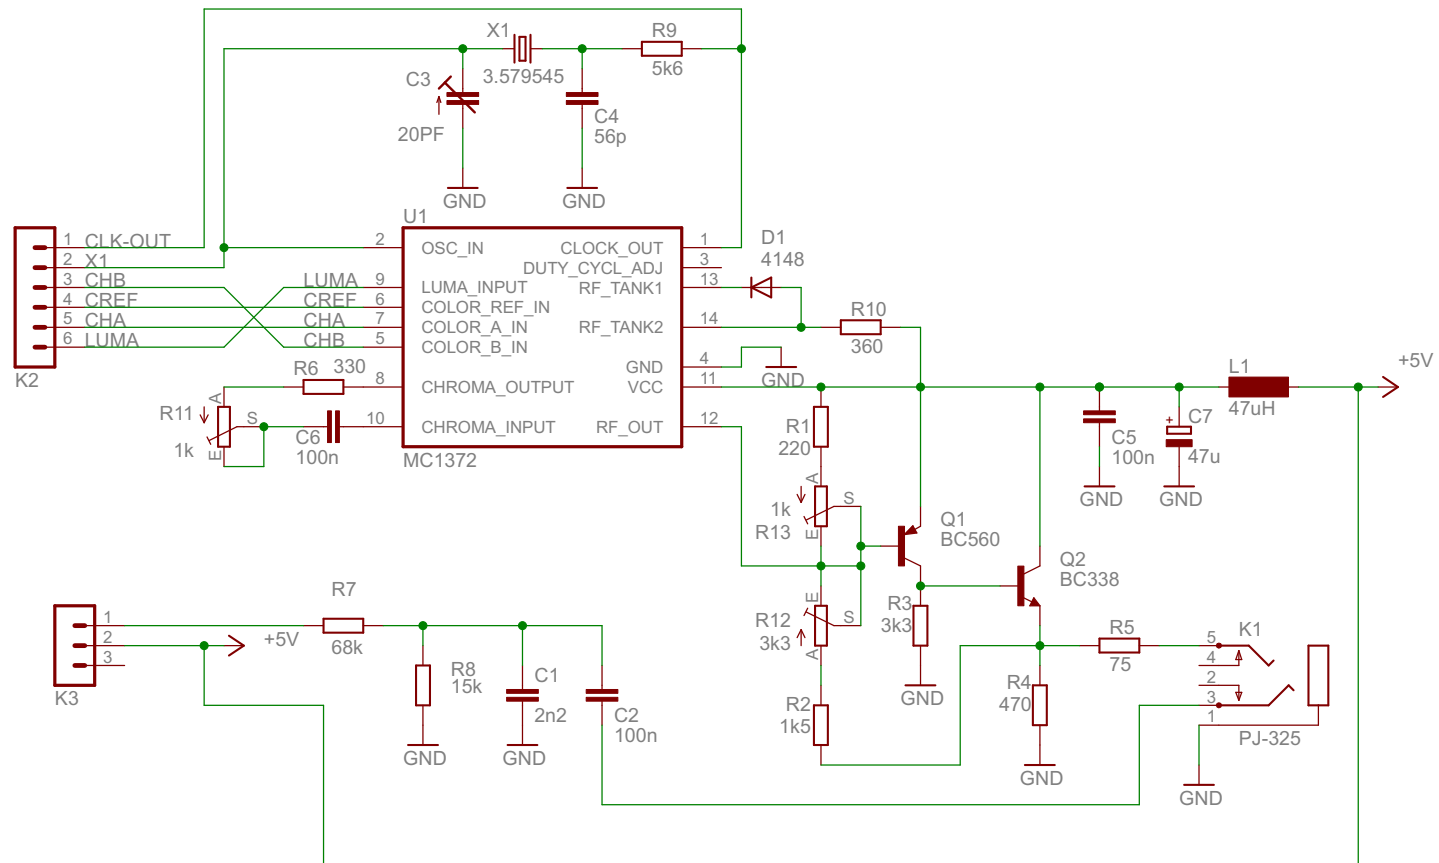 X1
3.579545
R9
5k6
C3
20PF
C4
56p
GND
GND
U1
1 CLK-OUT
2 X1
3 CHB
4 CREF
5 CHA
6 LUMA
K2
LUMA
CREF
CHA
CHB
2 OSC_IN
9 LUMA_INPUT
6 COLOR_REF_IN
7 COLOR_A_IN
5 COLOR_B_IN
8 CHROMA_OUTPUT
10 CHROMA_INPUT
CLOCK_OUT 1
DUTY_CYCL_ADJ 3
RF_TANK1 13
RF_TANK2 14
GND 4
VCC 11
RF_OUT 12
MC1372
D1
4148
R10
360
GND
R6 330
R11
1k
A
S
E
C6
100n
R1
220
A
S
E
1k
R13
E
S
A
R12
3k3
R2
1k5
Q1
BC560
R3
3k3
GND
Q2
BC338
C5
100n
GND
+
C7
47u
GND
L1
47uH
+5V
R4
470
GND
R5
75
K1
5
4
2
3
1
PJ-325
GND
1
2
3
K3
+5V
R7
68k
R8
15k
GND
C1
2n2
GND
C2
100n